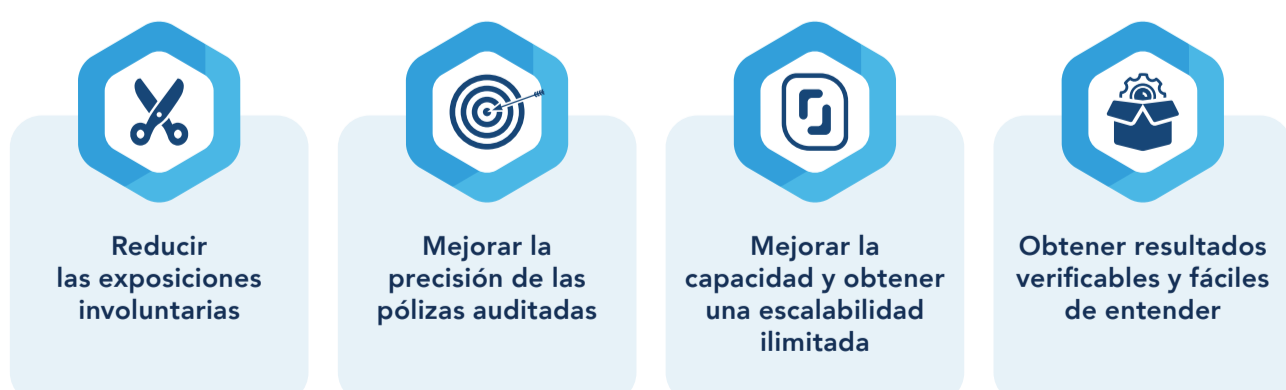 Reducir
las exposiciones
involuntarias
Mejorar la
precisión de las
pólizas auditadas
Mejorar la
capacidad y obtener
una escalabilidad
ilimitada
Obtener resultados
verificables y fáciles
de entender